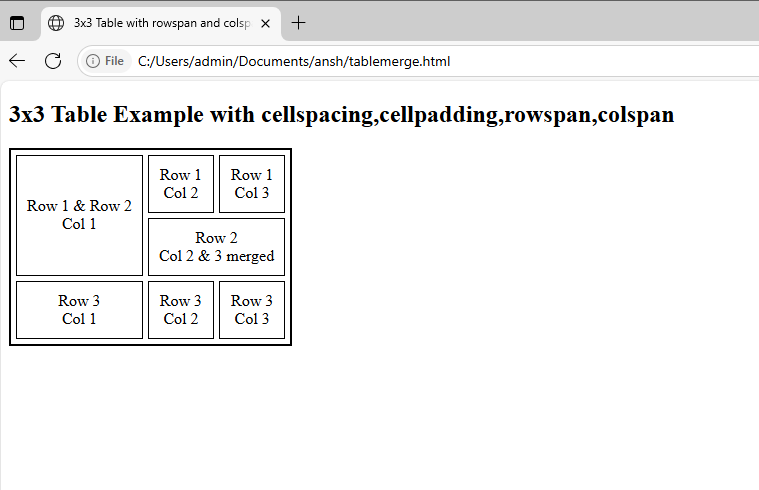 3x3 Table with rowspan and colsp
File C:/Users/admin/Documents/ansh/tablemerge.html
3x3 Table Example with cellspacing,cellpadding,rowspan,colspan
Row 1 & Row 2
Col 1
Row 1
Col 2
Row 1
Col 3
Row 2
Col 2 & 3 merged
Row 3
Col 1
Row 3
Col 2
Row 3
Col 3